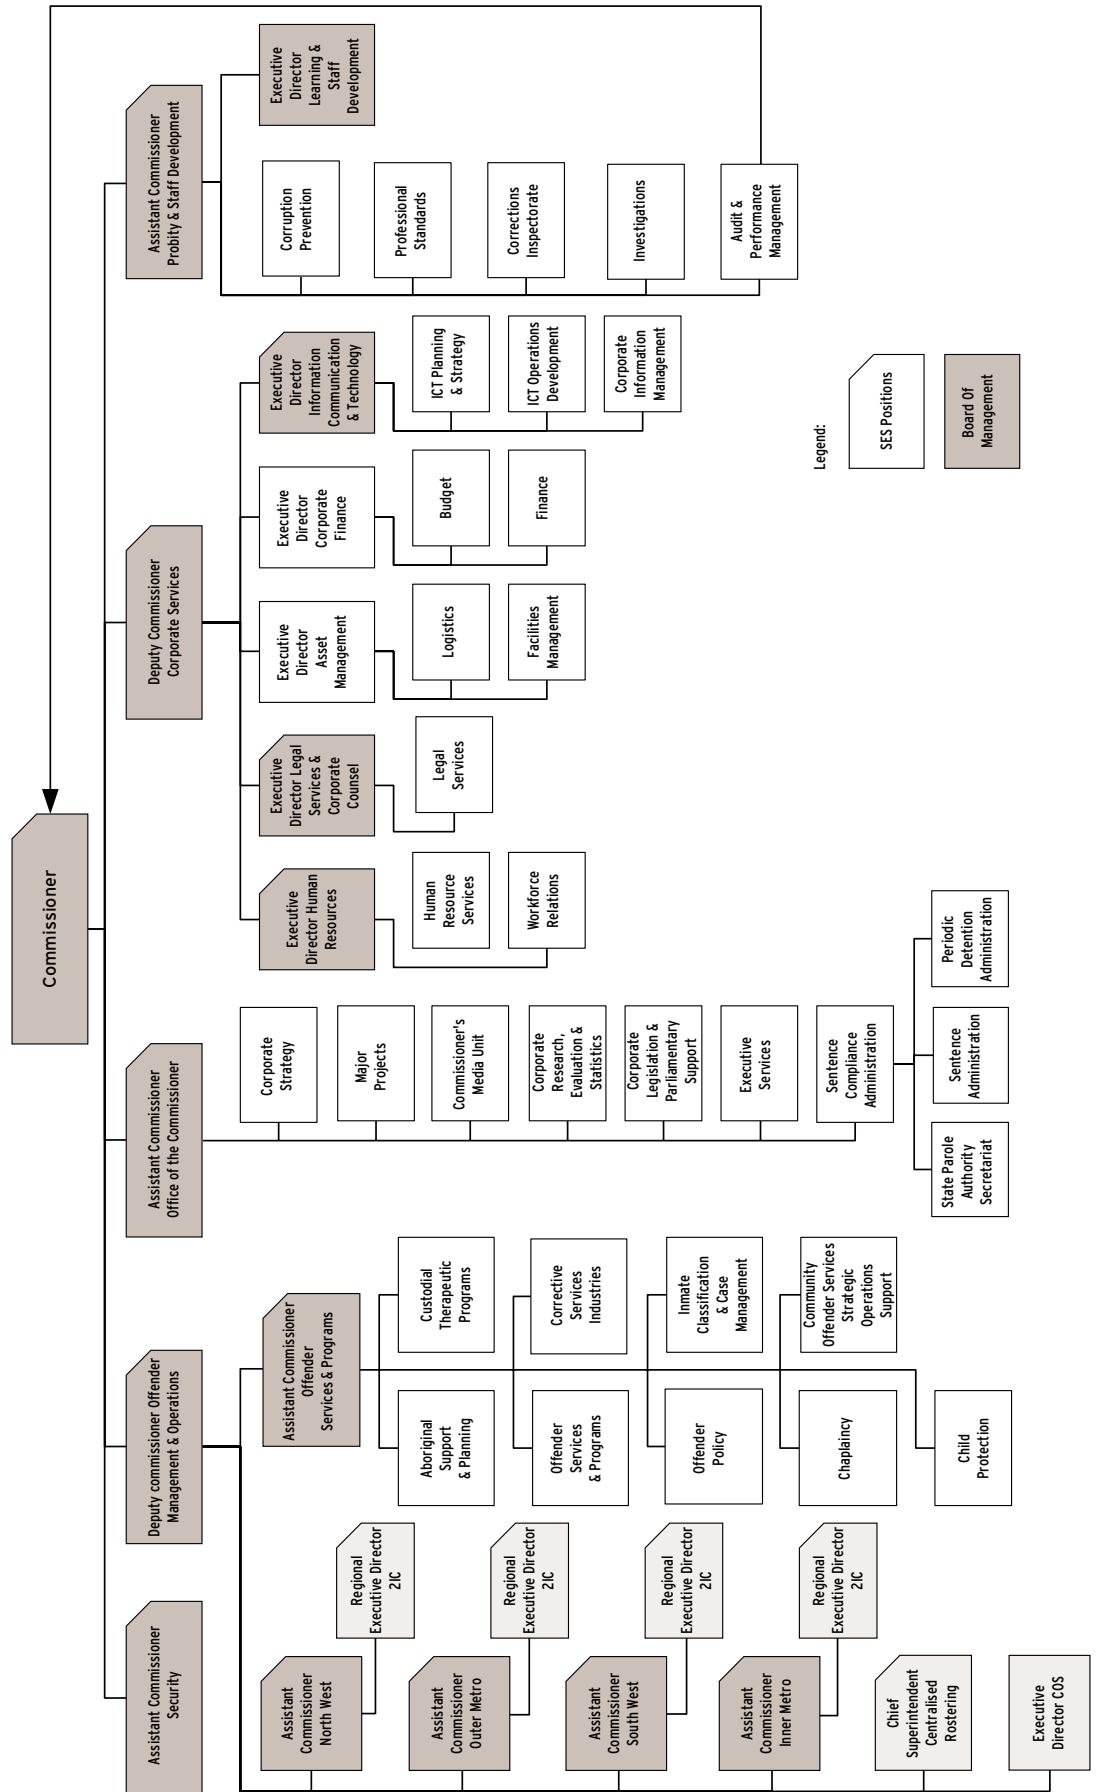 Commissioner
Assistant Commissioner
Security
Deputy commissioner Offender
Management & Operations
Assistant Commissioner
Office of the Commissioner
Deputy Commissioner
Corporate Services
Assistant Commissioner
Probity & Staff Development
Assistant
Commissioner
North West
Regional
Executive Director
2IC
Assistant
Commissioner
Outer Metro
Regional
Executive Director
2IC
Assistant
Commissioner
South West
Regional
Executive Director
2IC
Assistant
Commissioner
Inner Metro
Regional
Executive Director
2IC
Chief
Superintendent
Centralised
Rostering
Executive
Director COS
Assistant Commissioner
Offender
Services & Programs
Aboriginal
Support
& Planning
Custodial
Therapeutic
Programs
Offender
Services
& Programs
Corrective
Services
Industries
Offender
Policy
Inmate
Classification
& Case
Management
Chaplaincy
Community
Offender Services
Strategic
Operations
Support
Child
Protection
Corporate
Strategy
Major
Projects
Commissioner's
Media Unit
Corporate
Research,
Evaluation &
Statistics
Corporate
Legislation &
Parliamentary
Support
Executive
Services
Sentence
Compliance
Administration
State Parole
Authority
Secretariat
Sentence
Administration
Periodic
Detention
Administration
Executive
Director Human
Resources
Human
Resource
Services
Workforce
Relations
Executive
Director Legal
Services &
Corporate
Counsel
Legal
Services
Executive
Director
Asset
Management
Logistics
Facilities
Management
Executive
Director
Corporate
Finance
Budget
Finance
Executive
Director
Information
Communication
& Technology
ICT Planning
& Strategy
ICT Operations
Development
Corporate
Information
Management
Executive
Director
Learning &
Staff
Development
Corruption
Prevention
Professional
Standards
Corrections
Inspectorate
Investigations
Audit &
Performance
Management
Legend:
SES Positions
Board Of
Management